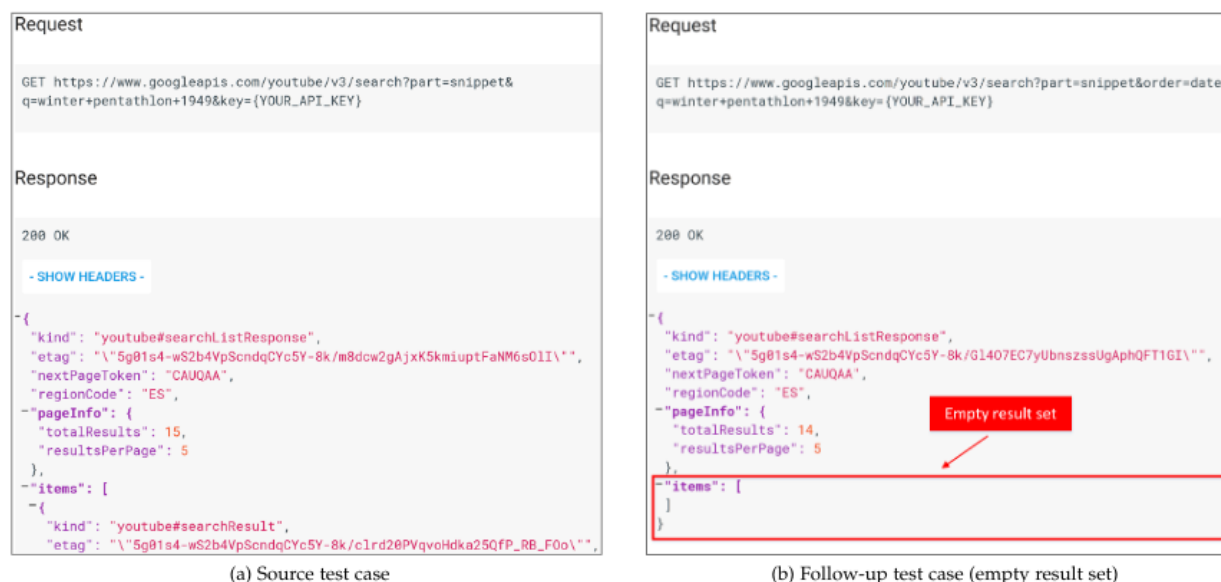 Request
GET https://www.googleapis.com/youtube/v3/search?part=snippet&
q=winter+pentathlon+1949&key={YOUR_API_KEY}
Response
200 OK
- SHOW HEADERS -
-{
"kind": "youtube#searchListResponse",
"etag": "\"5g01s4-wS2b4VpScndqCYc5Y-8k/m8dcw2gAjxK5kmiuptFaNM6sOlI\"",
"nextPageToken": "CAUQAA",
"regionCode": "ES",
-"pageInfo": {
"totalResults": 15,
"resultsPerPage": 5
},
-"items": [
-{
"kind": "youtube#searchResult",
"etag": "\"5g01s4-wS2b4VpScndqCYc5Y-8k/clrd20PVqvoHdka25QfP_RB_FOo\"",
(a) Source test case
Request
GET https://www.googleapis.com/youtube/v3/search?part=snippet&order=date
q=winter+pentathlon+1949&key={YOUR_API_KEY}
Response
200 OK
- SHOW HEADERS -
-{
"kind": "youtube#searchListResponse",
"etag": "\"5g01s4-wS2b4VpScndqCYc5Y-8k/Gl4O7EC7yUbnszssUgAphQFT1GI\"",
"nextPageToken": "CAUQAA",
"regionCode": "ES",
-"pageInfo": {
"totalResults": 14,
"resultsPerPage": 5
},
Empty result set
-"items": [
]
}
(b) Follow-up test case (empty result set)